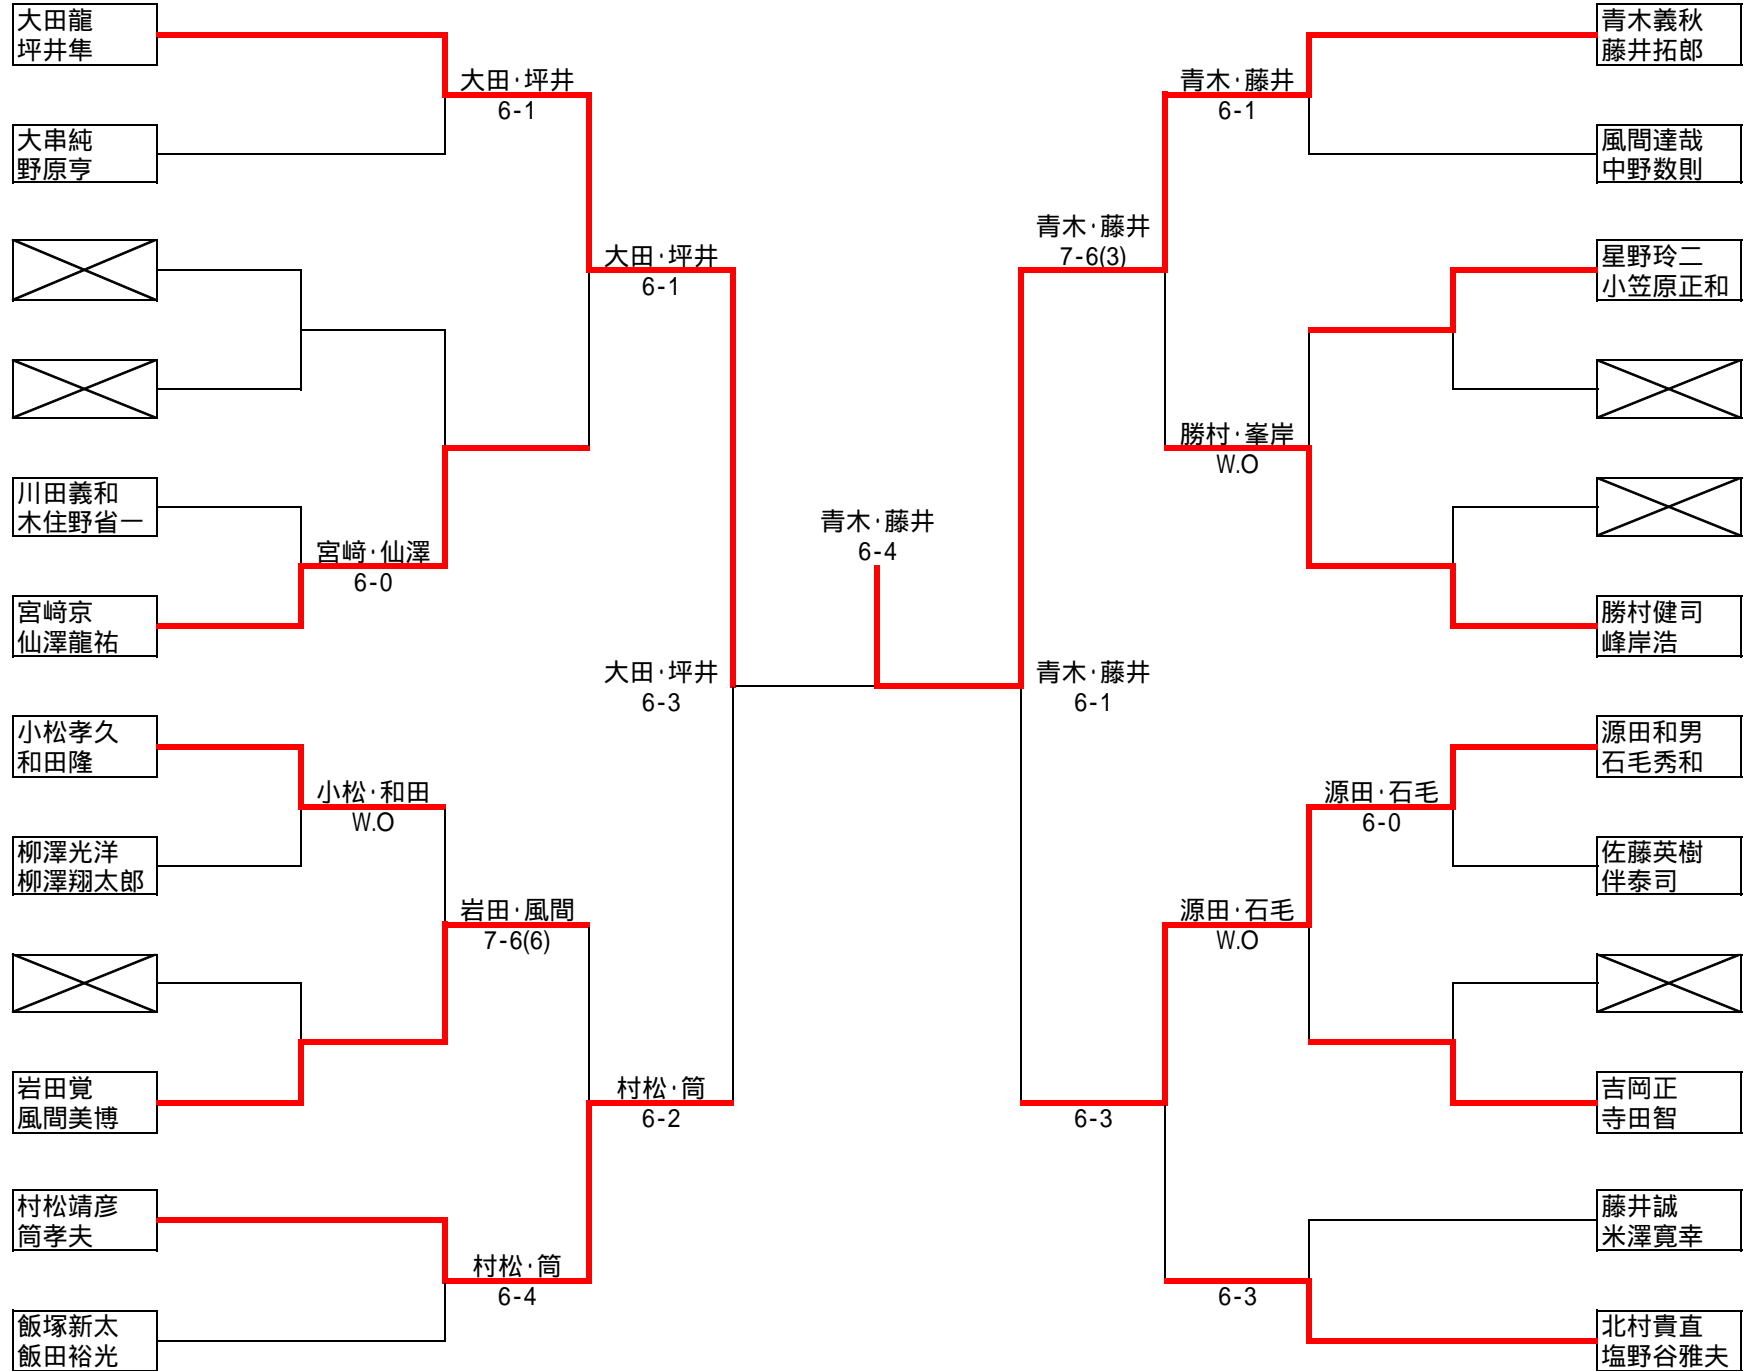 大田龍
坪井隼
大串純
野原亨
川田義和
木住野省一
宮﨑京
仙澤龍祐
小松孝久
和田隆
柳澤光洋
柳澤翔太郎
岩田覚
風間美博
村松靖彦
筒孝夫
飯塚新太
飯田裕光
宮﨑·仙澤
6-0
小松·和田
W.O
大田·坪井
6-1
岩田·風間
7-6(6)
村松·筒
6-4
大田·坪井
6-1
大田·坪井
6-3
村松·筒
6-2
青木·藤井
6-4
青木·藤井
7-6(3)
青木·藤井
6-1
6-3
青木·藤井
6-1
勝村·峯岸
W.O
源田·石毛
W.O
6-3
源田·石毛
6-0
青木義秋
藤井拓郎
風間達哉
中野数則
星野玲二
小笠原正和
勝村健司
峰岸浩
源田和男
石毛秀和
佐藤英樹
伴泰司
吉岡正
寺田智
藤井誠
米澤寛幸
北村貴直
塩野谷雅夫